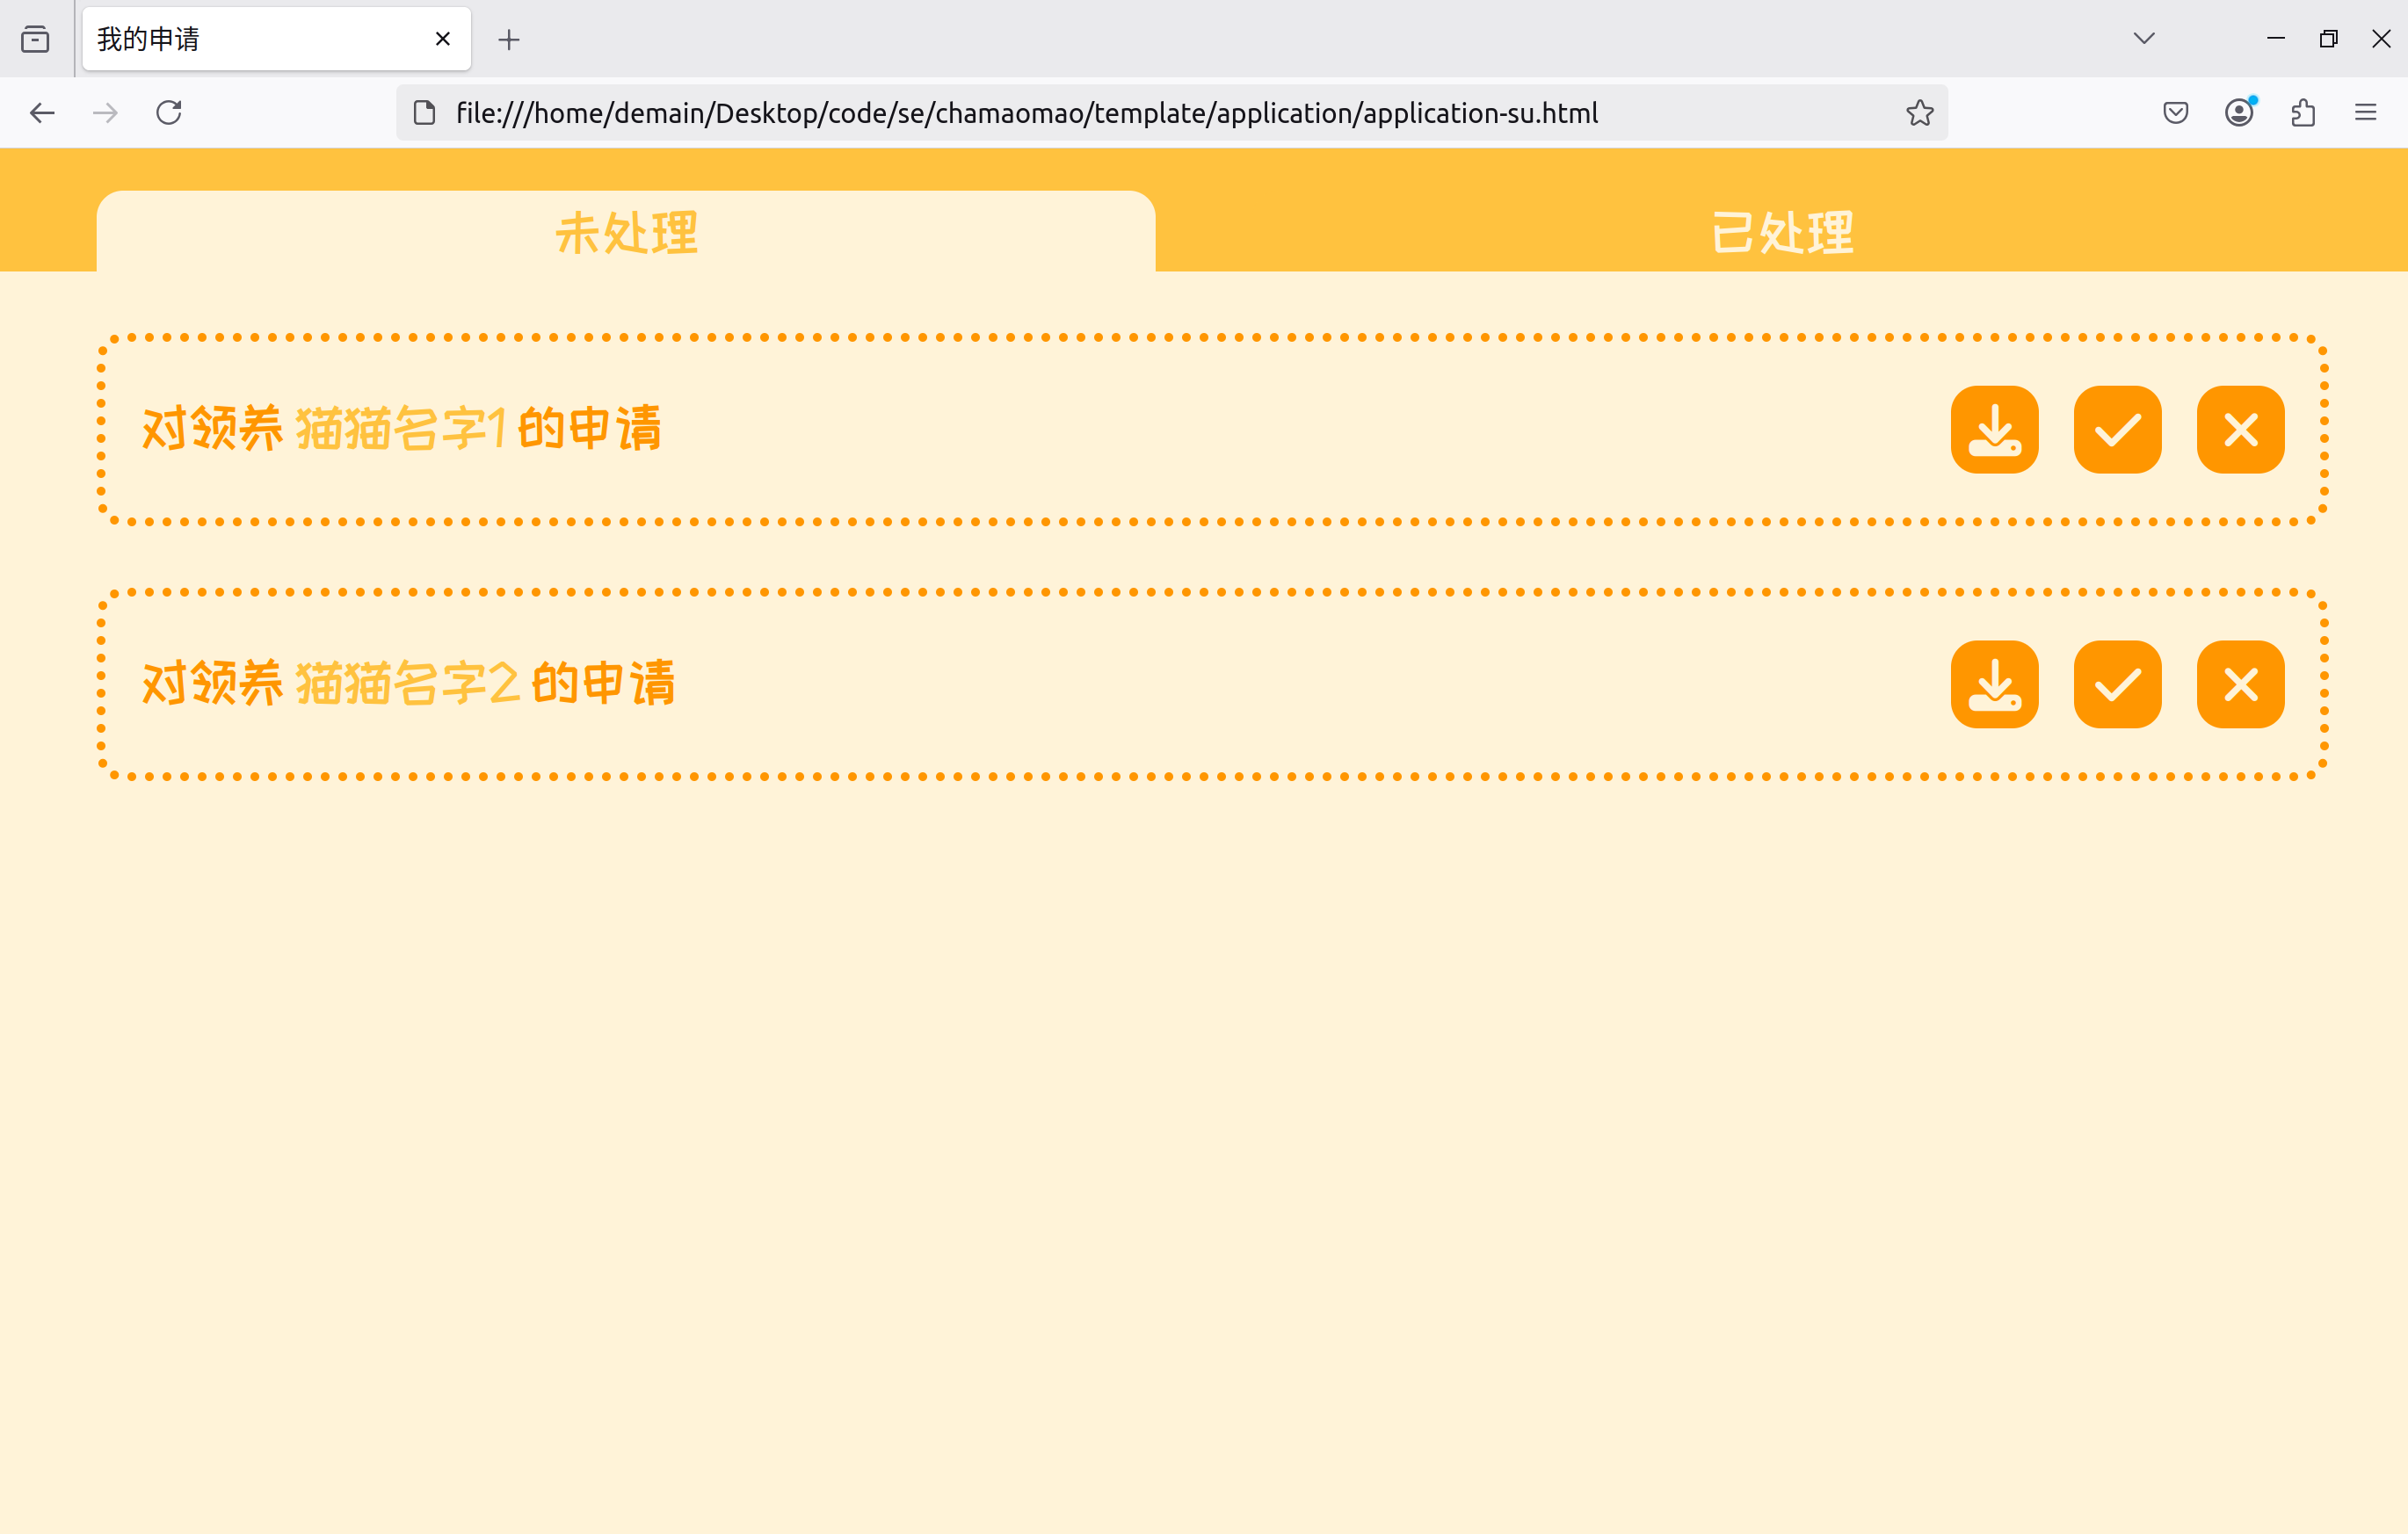 我的申请
file:///home/demain/Desktop/code/se/chamaomao/template/application/application-su.html
未处理 已处理
对领养 猫猫名字1 的申请
对领养 猫猫名字2 的申请